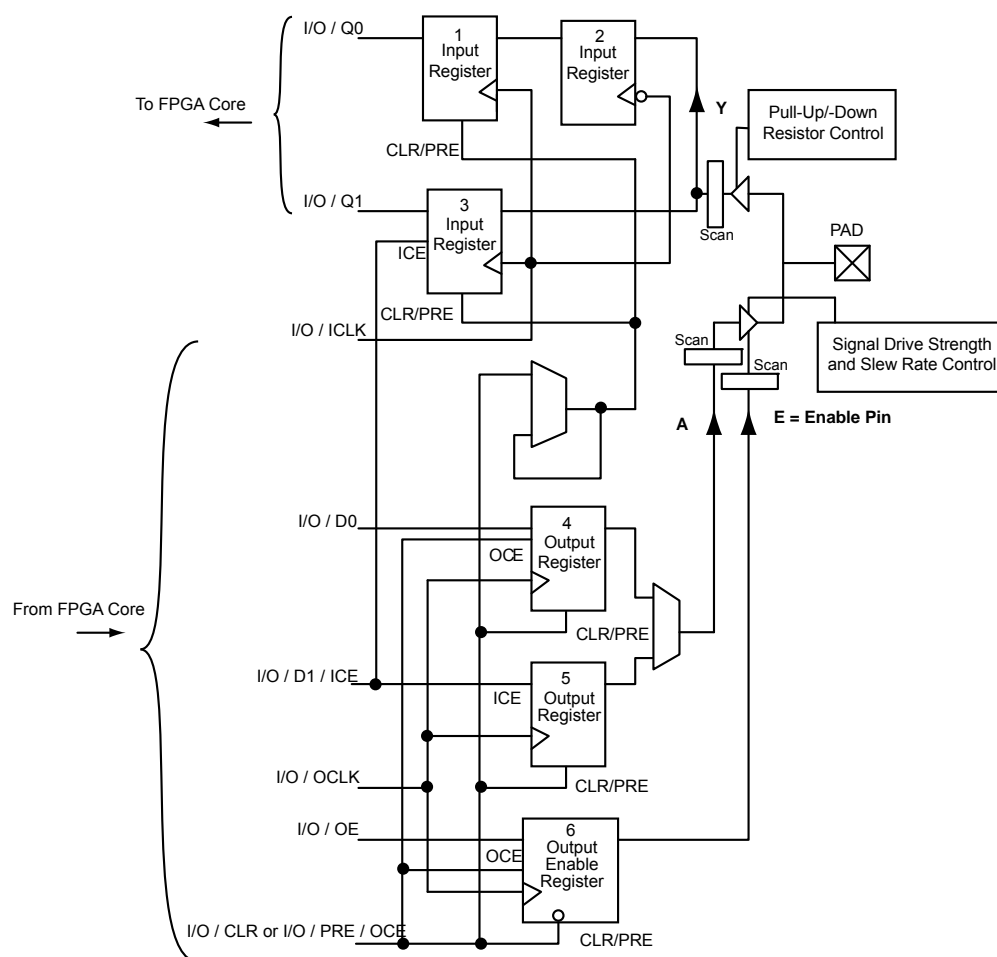 I/O / Q0
1
Input
Register
2
Input
Register
To FPGA Core
Y
Pull-Up/-Down
Resistor Control
CLR/PRE
I/O / Q1
3
Input
Register
ICE
Scan
PAD
CLR/PRE
I/O / ICLK
Scan
Signal Drive Strength
and Slew Rate Control
Scan
A
E = Enable Pin
I/O / D0
4
Output
Register
OCE
From FPGA Core
CLR/PRE
I/O / D1 / ICE
5
Output
Register
ICE
I/O / OCLK
CLR/PRE
I/O / OE
6
Output
Enable
Register
OCE
I/O / CLR or I/O / PRE / OCE
CLR/PRE